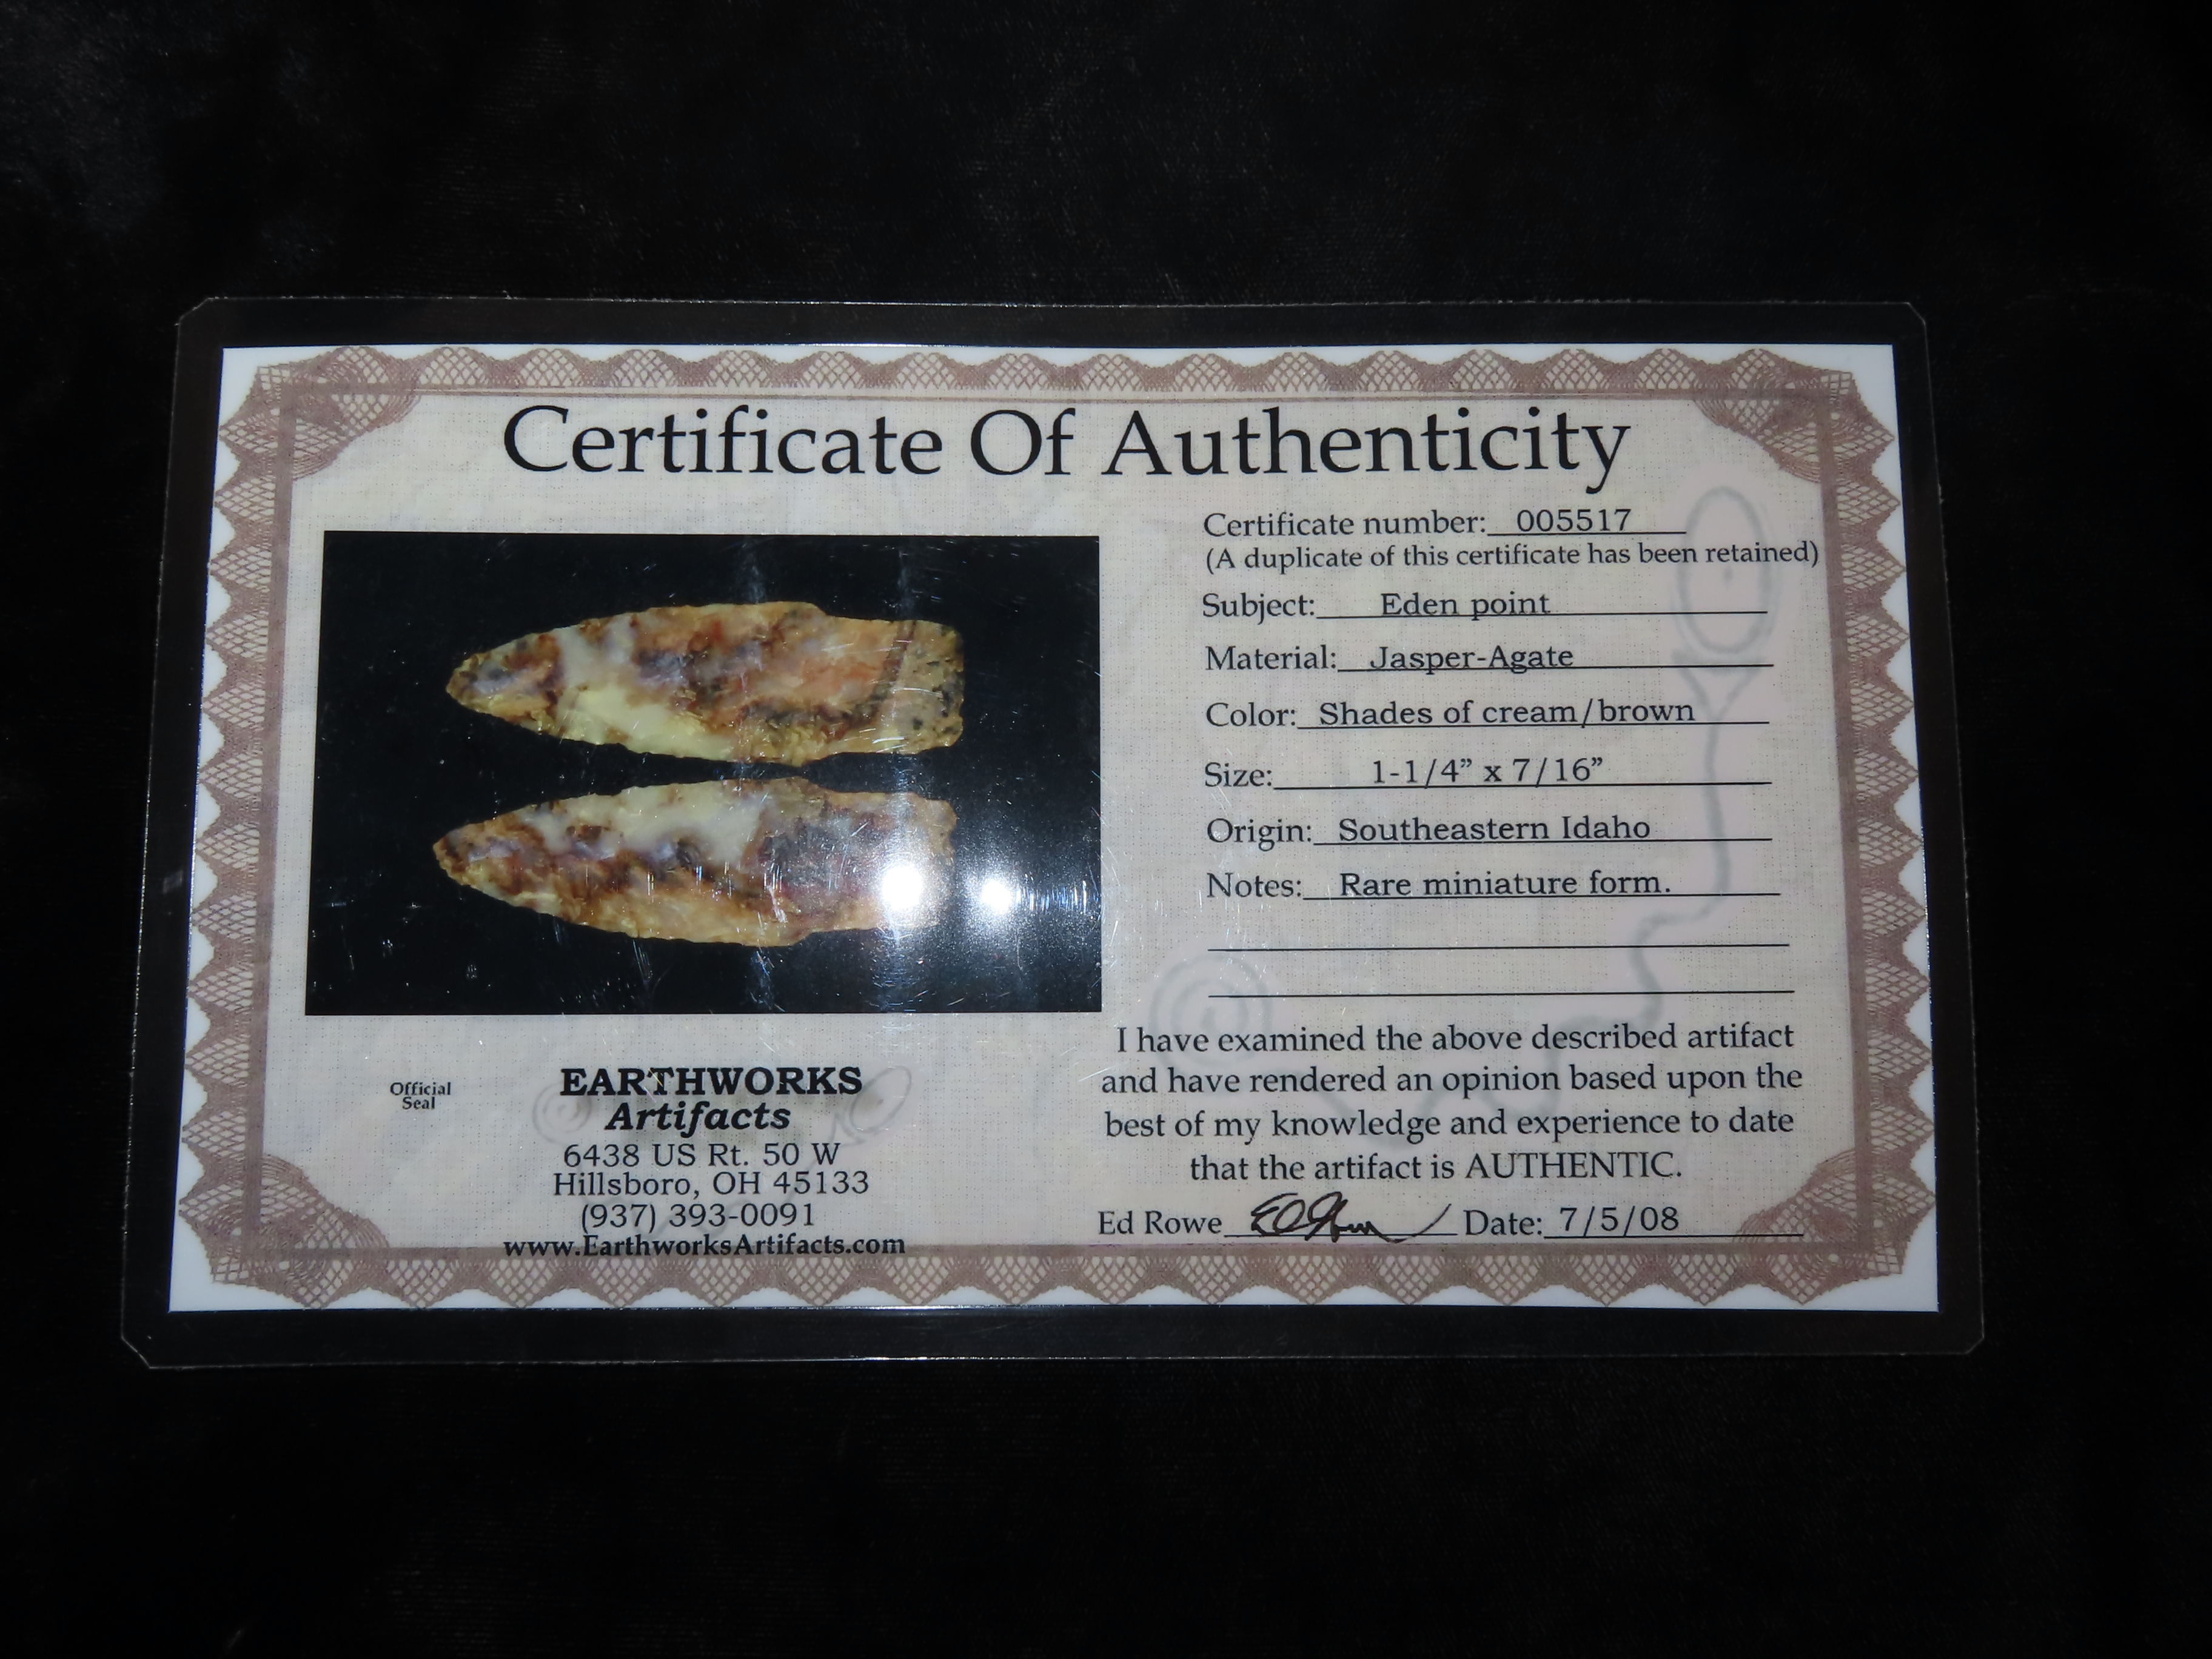 Certificate Of Authenticity
Certificate number: 005517
(A duplicate of this certificate has been retained)
Subject: Eden point
Material: Jasper-Agate
Color: Shades of cream/brown
Size: 1-1/4” x 7/16”
Origin: Southeastern Idaho
Notes: Rare miniature form.
I have examined the above described artifact
and have rendered an opinion based upon the
best of my knowledge and experience to date
that the artifact is AUTHENTIC.
Ed Rowe Date: 7/5/08
Official
Seal
EARTHWORKS
Artifacts
6438 US Rt. 50 W
Hillsboro, OH 45133
(937) 393-0091
www.EarthworksArtifacts.com